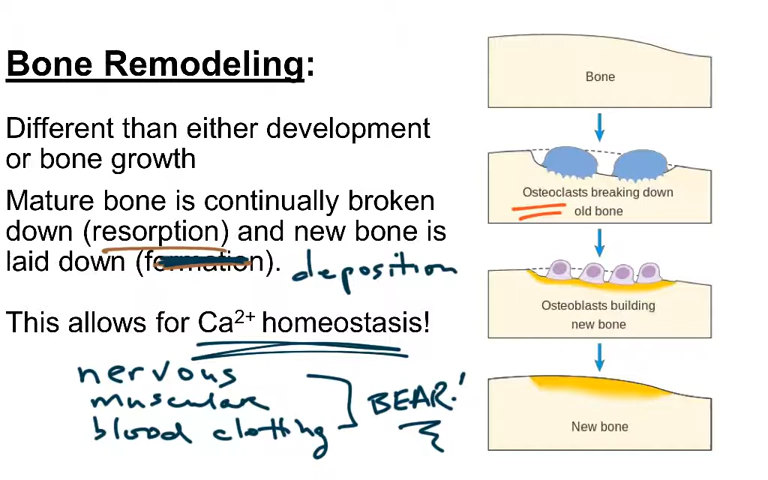 Bone Remodeling:
Different than either development
or bone growth
Mature bone is continually broken
down (resorption) and new bone is
laid down (formation). deposition
This allows for Ca²⁺ homeostasis!
nervous
muscular
blood clotting
BEAR!
Bone
Osteoclasts breaking down
old bone
Osteoblasts building
new bone
New bone